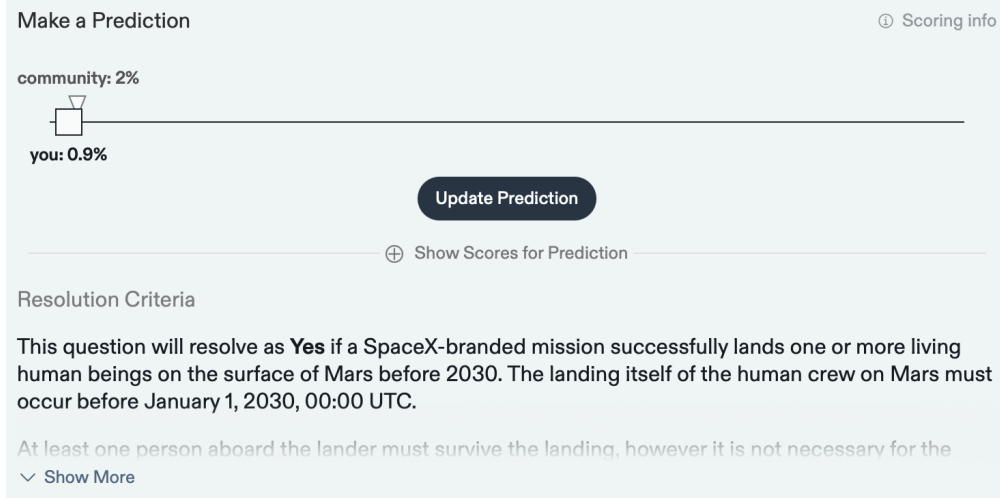 Make a Prediction
Scoring info
community: 2%
you: 0.9%
Update Prediction
Show Scores for Prediction
Resolution Criteria
This question will resolve as Yes if a SpaceX-branded mission successfully lands one or more living
human beings on the surface of Mars before 2030. The landing itself of the human crew on Mars must
occur before January 1, 2030, 00:00 UTC.
At least one person aboard the lander must survive the landing, however it is not necessary for the
Show More